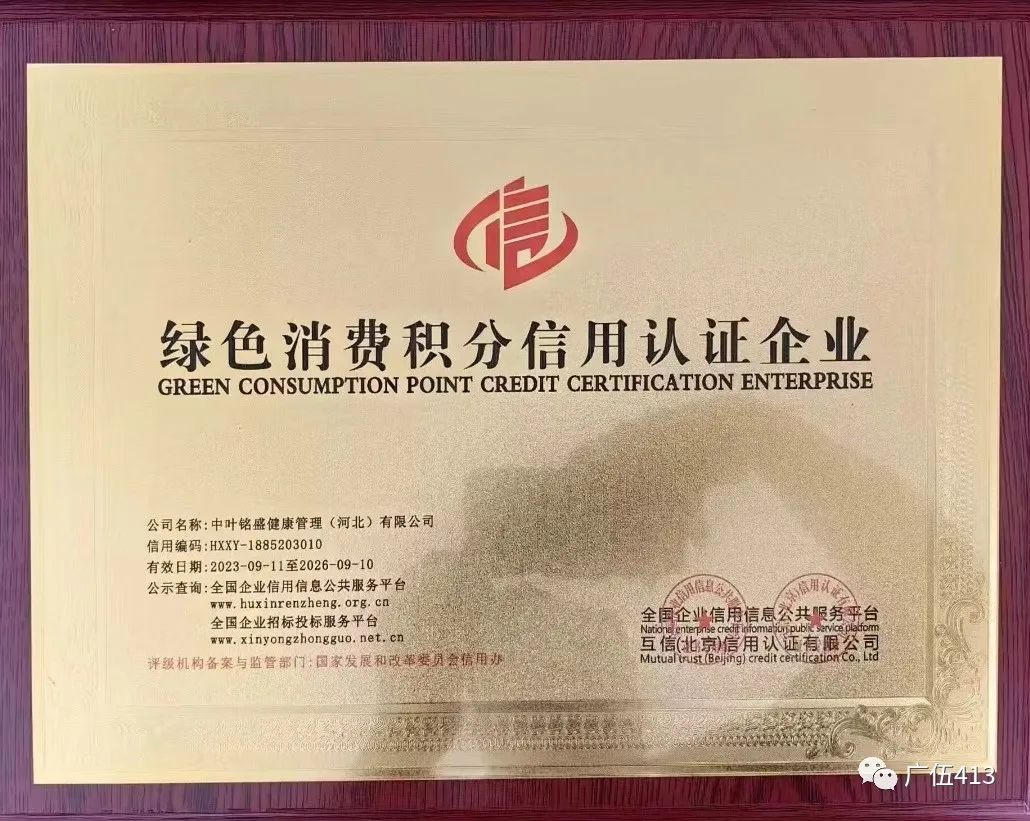 信
绿色消费积分信用认证企业
GREEN CONSUMPTION POINT CREDIT CERTIFICATION ENTERPRISE
公司名称:中叶铭盛健康管理（河北）有限公司
信用编码:HXXY-1885203010
有效日期:2023-09-11至2026-09-10
公示查询:全国企业信用信息公共服务平台
www.huxinrenzheng.org.cn
全国企业招标投标服务平台
www.xinyongzhongguo.net.cn
评级机构备案与监管部门:国家发展和改革委员会信用办
全国企业信用信息公共服务平台
National enterprise credit information public service platform
互信(北京)信用认证有限公司
Mutual trust (Beijing) credit certification Co., Ltd
广伍413